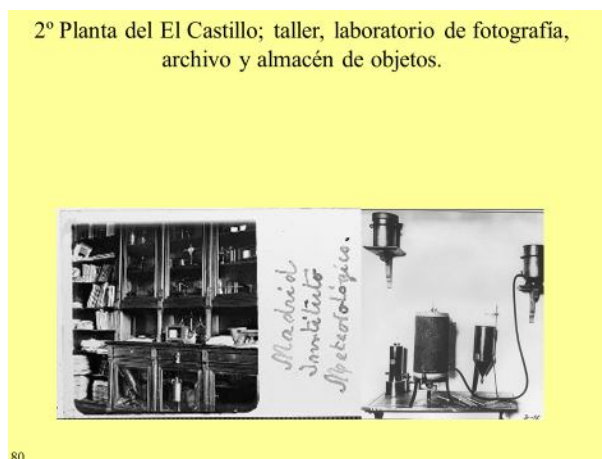 2º Planta del El Castillo; taller, laboratorio de fotografía,
archivo y almacén de objetos.
Madrid
Instituto
Meteorológico.
80